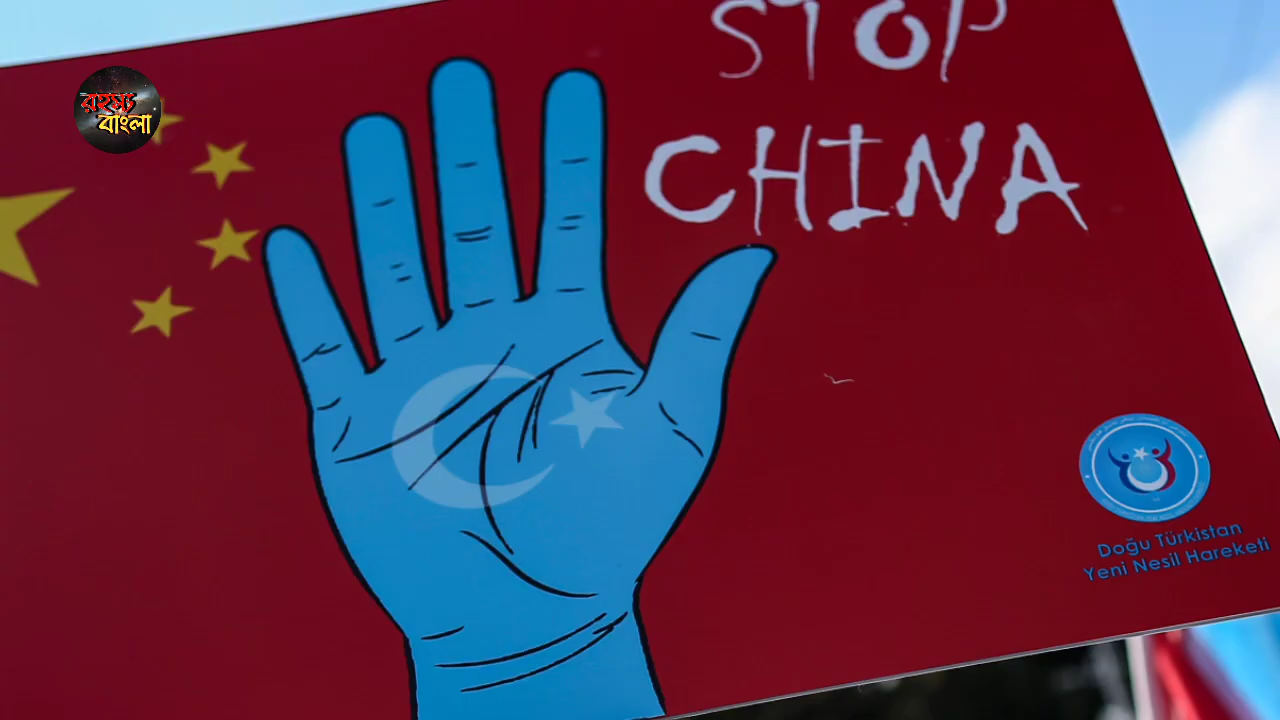 রহস্য
বাংলা
STOP
CHINA
Doğu Türkistan
Yeni Nesil Hareketi